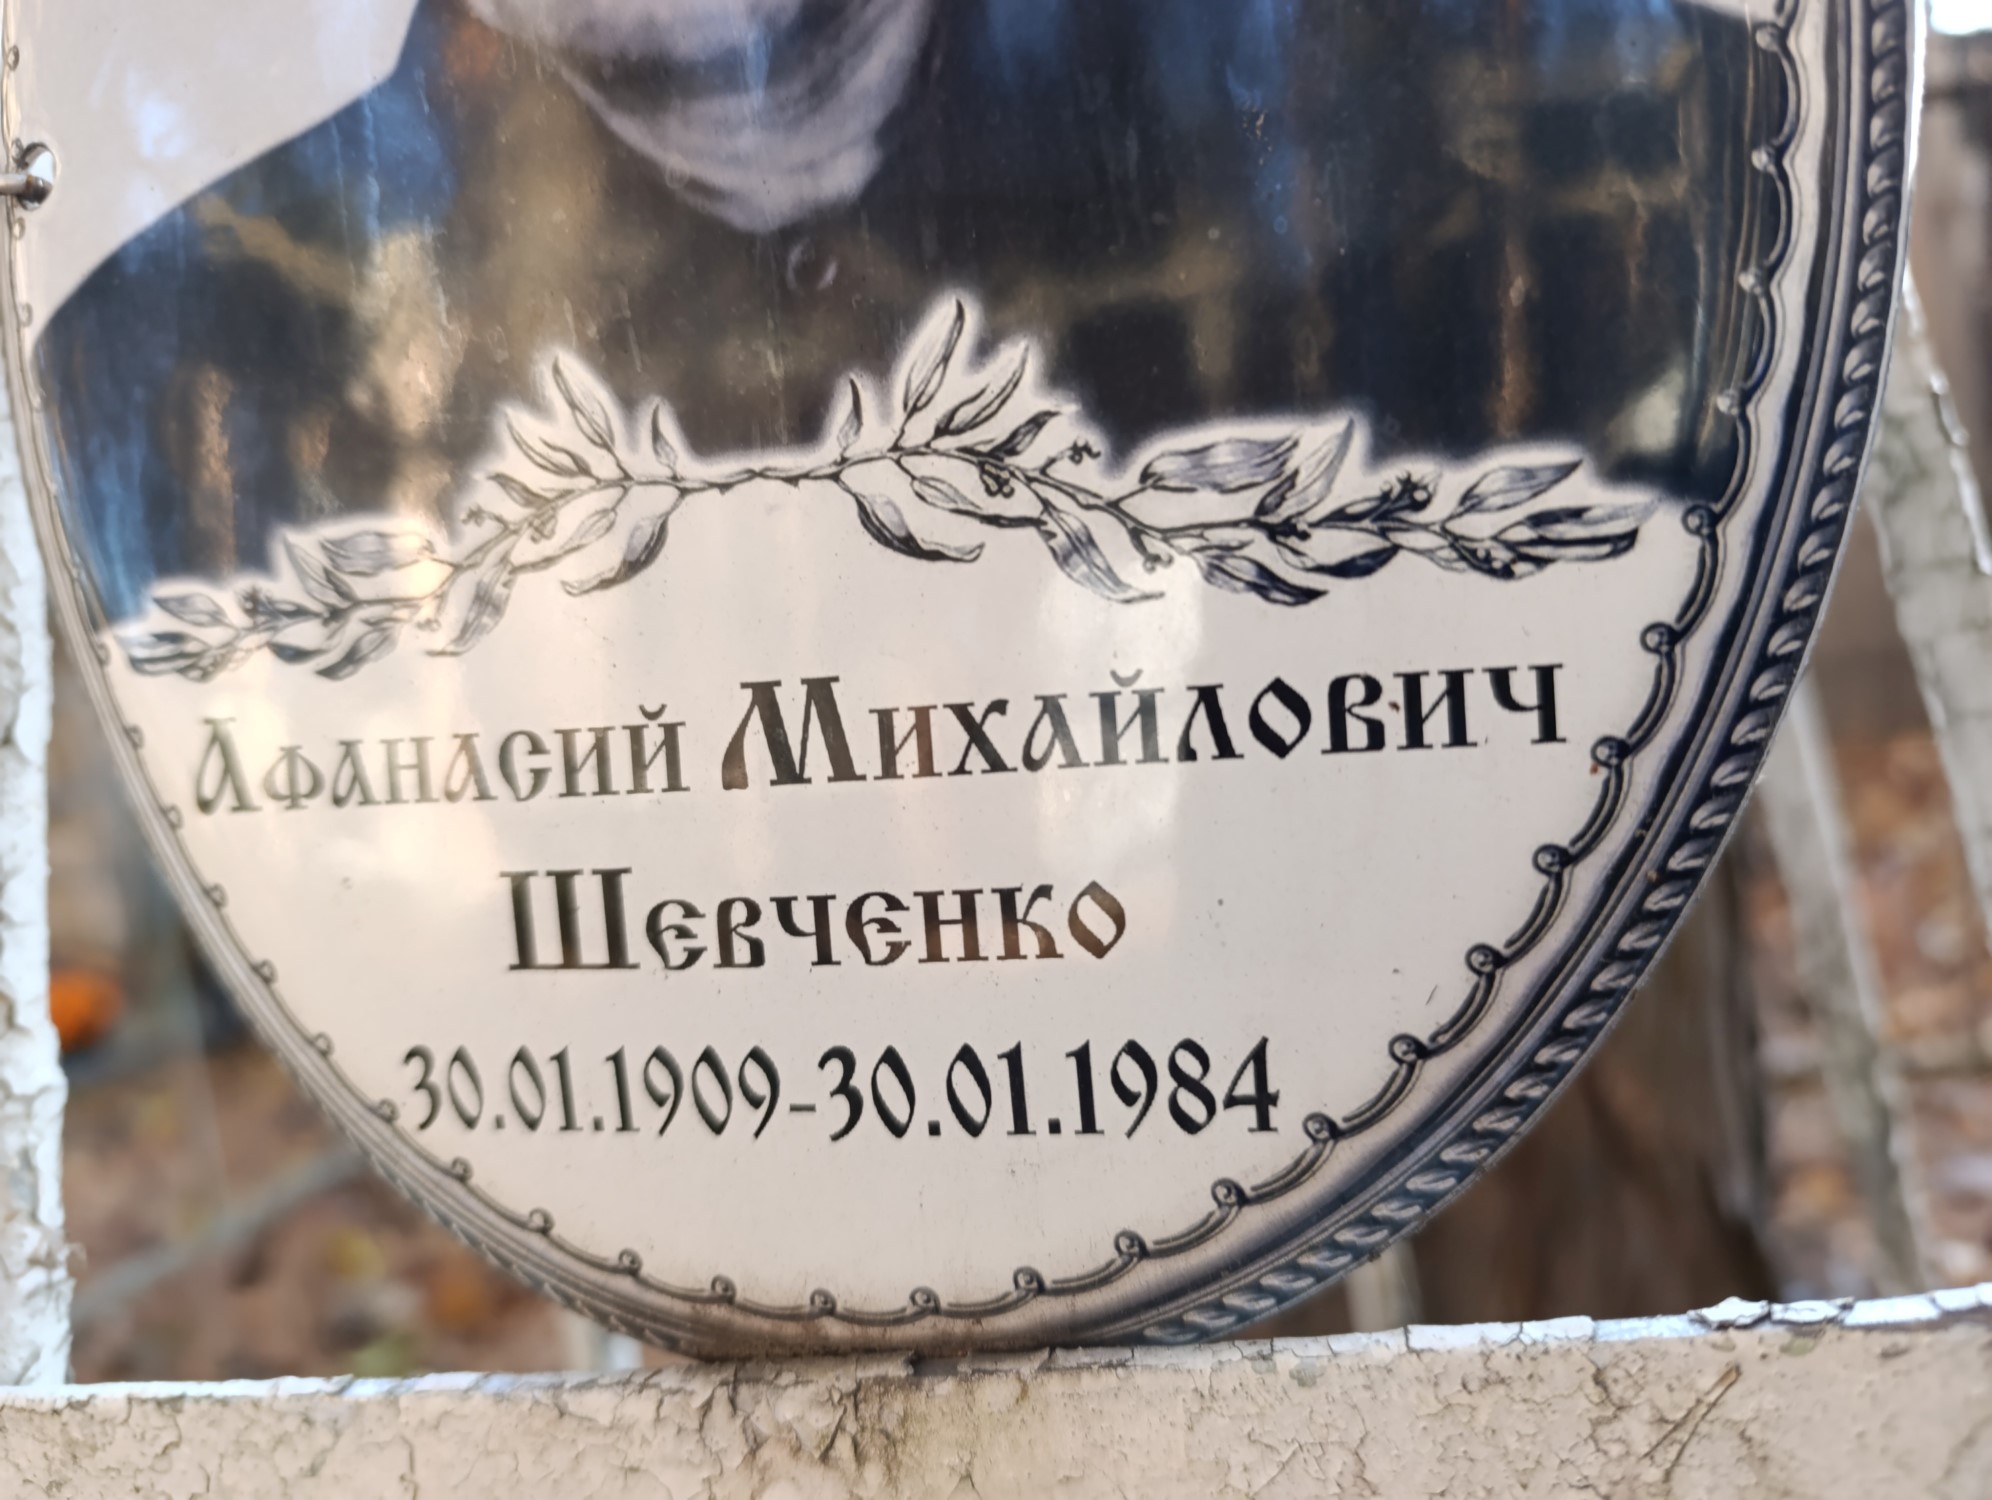 Афанасий Михайлович
Шевченко
30.01.1909-30.01.1984